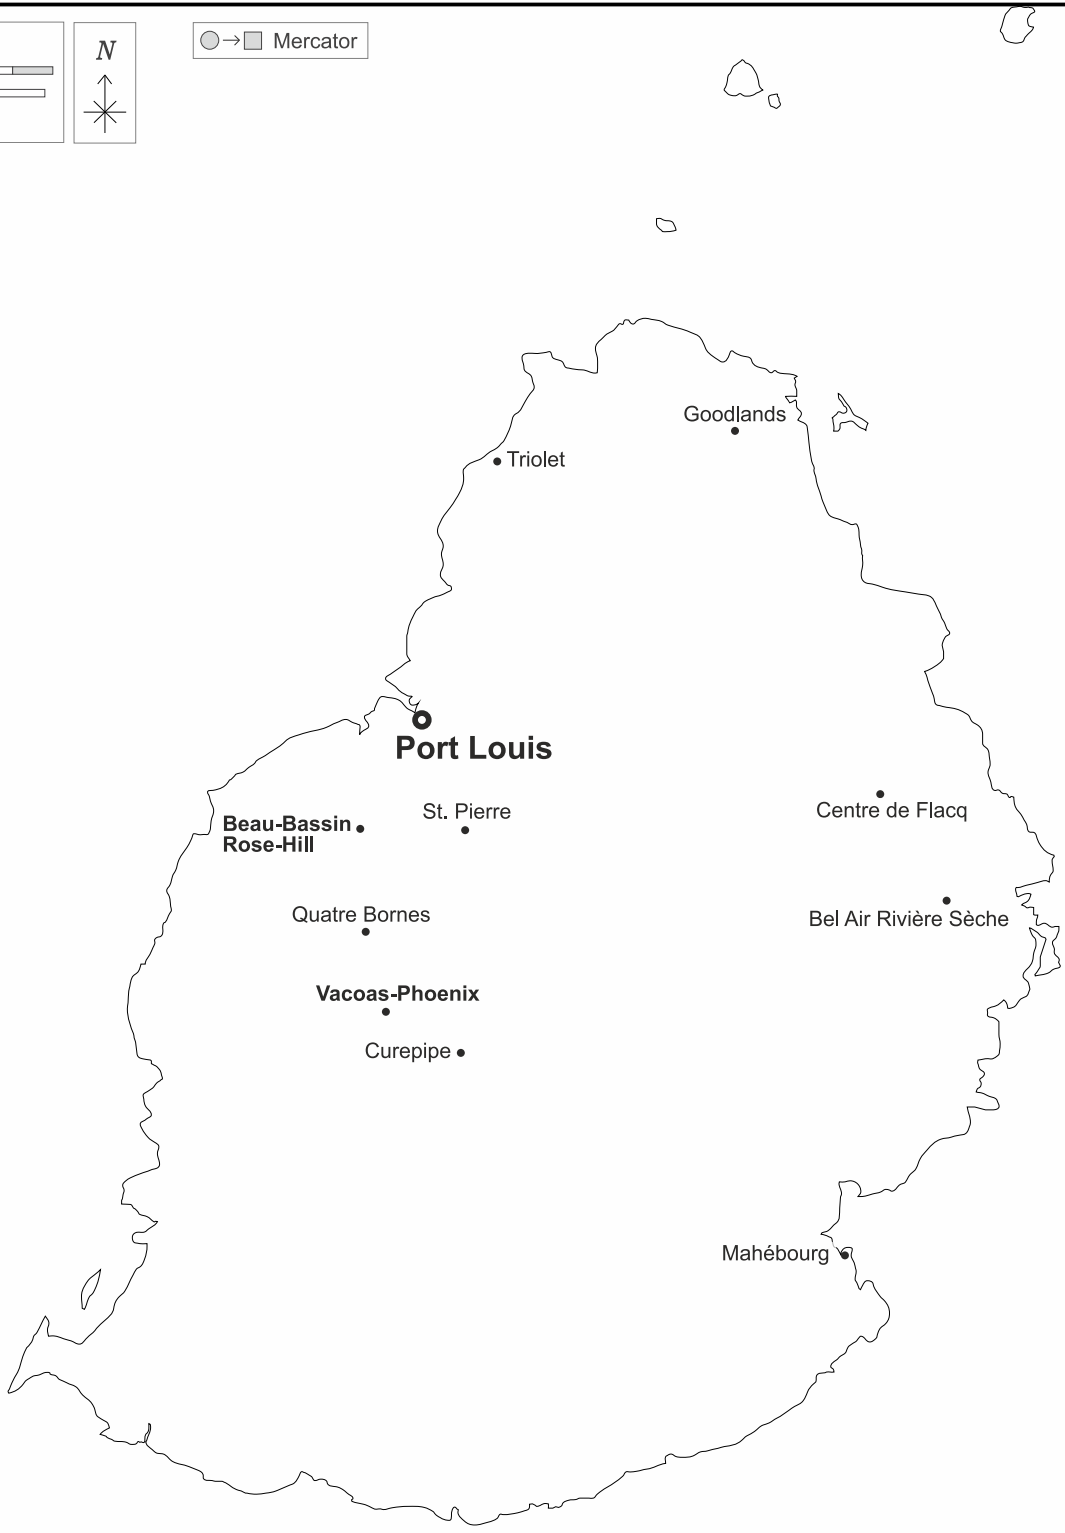 N
Mercator
Goodlands
Triolet
Port Louis
St. Pierre
Centre de Flacq
Beau-Bassin
Rose-Hill
Bel Air Rivière Sèche
Quatre Bornes
Vacoas-Phoenix
Curepipe
Mahébourg